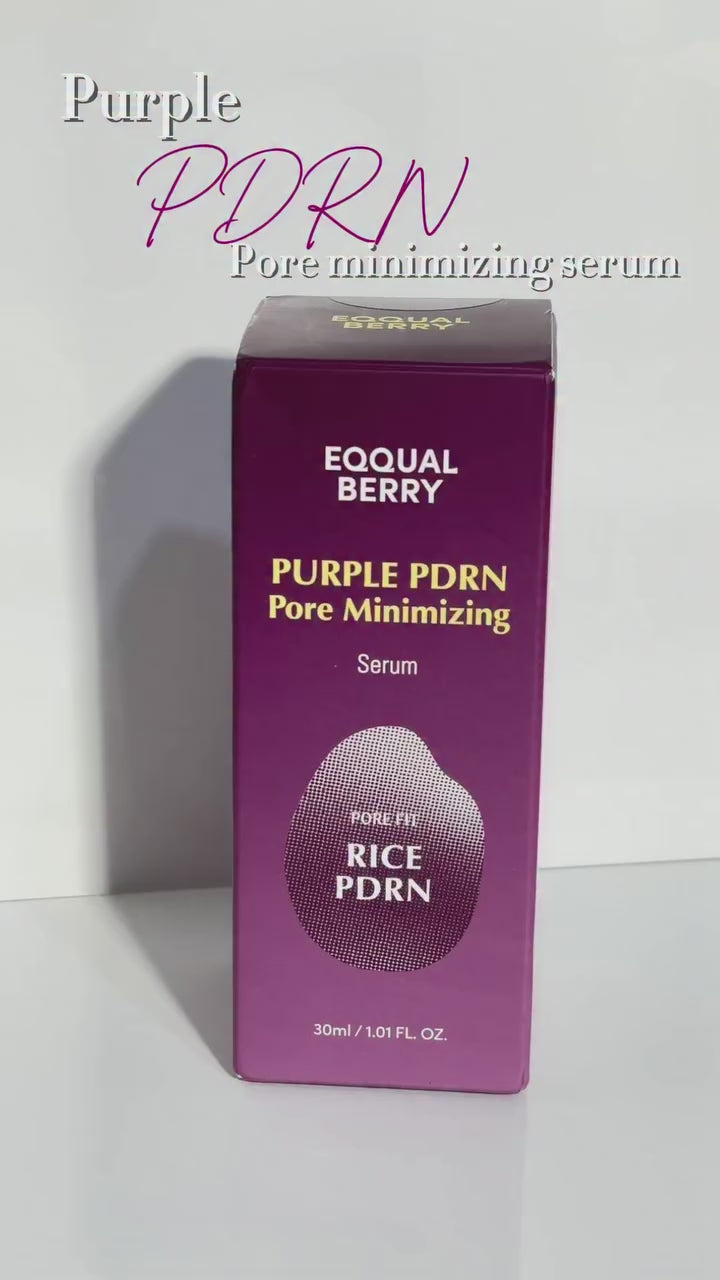 Purple
PDRN
Pore minimizing serum
EQQUAL
BERRY
EQQUAL
BERRY
PURPLE PDRN
Pore Minimizing
Serum
PORE FIT
RICE
PDRN
30ml / 1.01 FL. OZ.